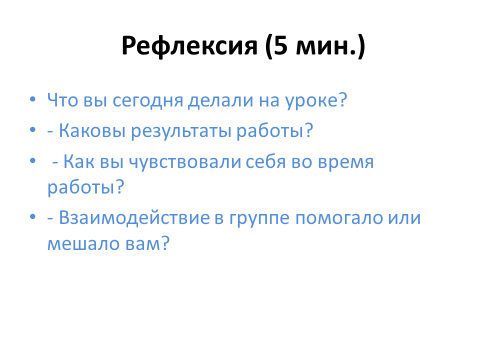 Рефлексия (5 мин.)
• Что вы сегодня делали на уроке?
• - Каковы результаты работы?
• - Как вы чувствовали себя во время
работы?
• - Взаимодействие в группе помогало или
мешало вам?